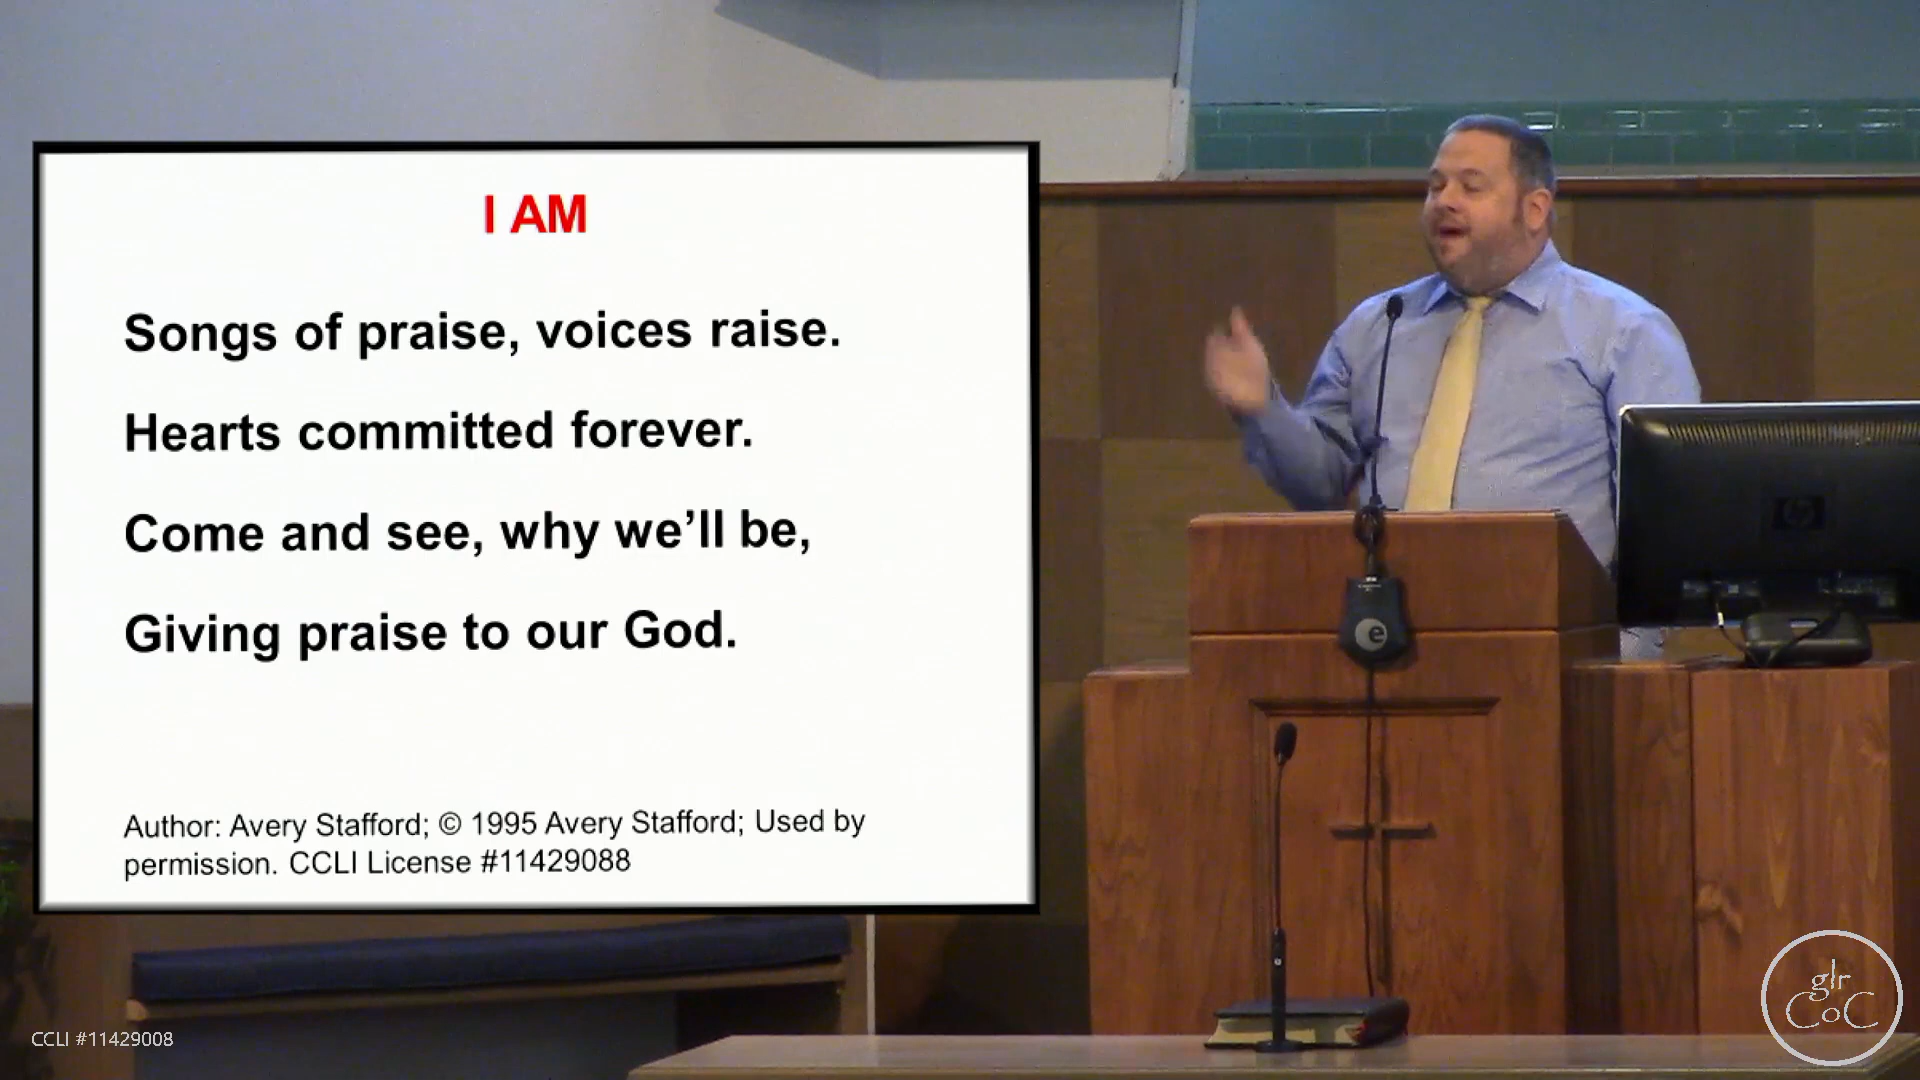 I AM
Songs of praise, voices raise.
Hearts committed forever.
Come and see, why we’ll be,
Giving praise to our God.
Author: Avery Stafford; © 1995 Avery Stafford; Used by
permission. CCLI License #11429088
e
hp
CCLI #11429008
glr
CoC